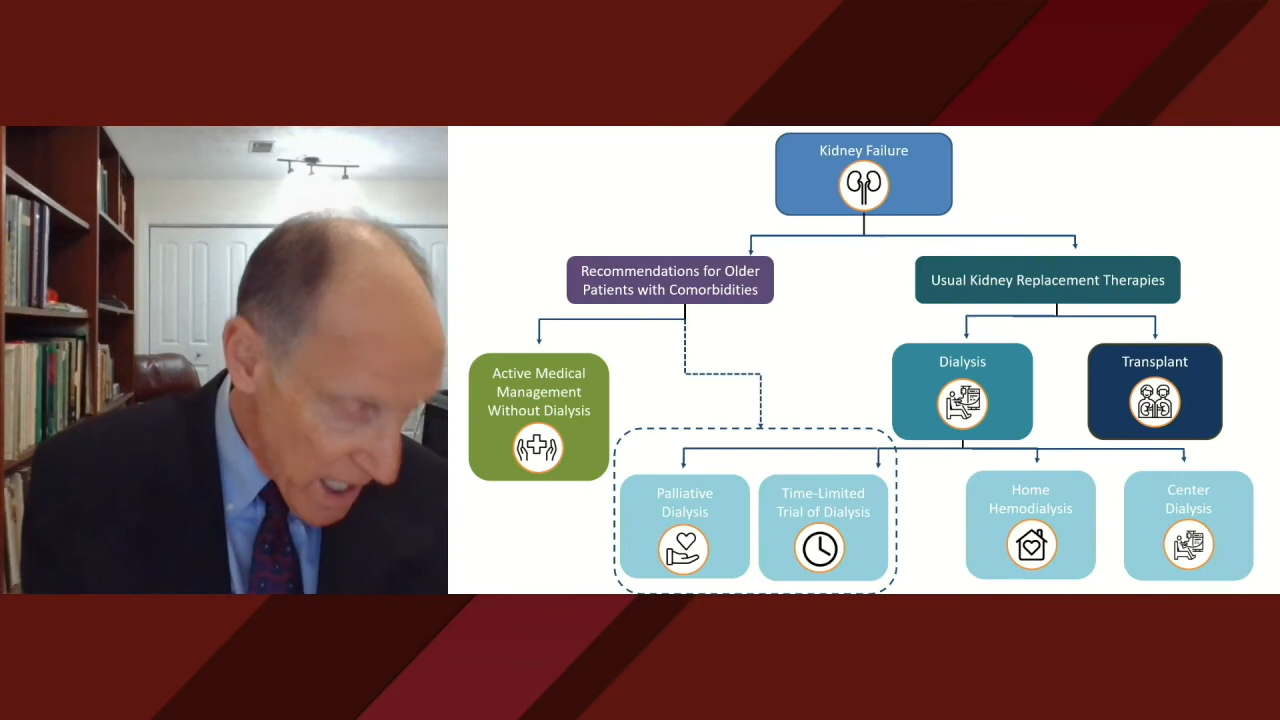 Kidney Failure
Recommendations for Older
Patients with Comorbidities
Usual Kidney Replacement Therapies
Active Medical
Management
Without Dialysis
Dialysis
Transplant
Palliative
Dialysis
Time-Limited
Trial of Dialysis
Home
Hemodialysis
Center
Dialysis